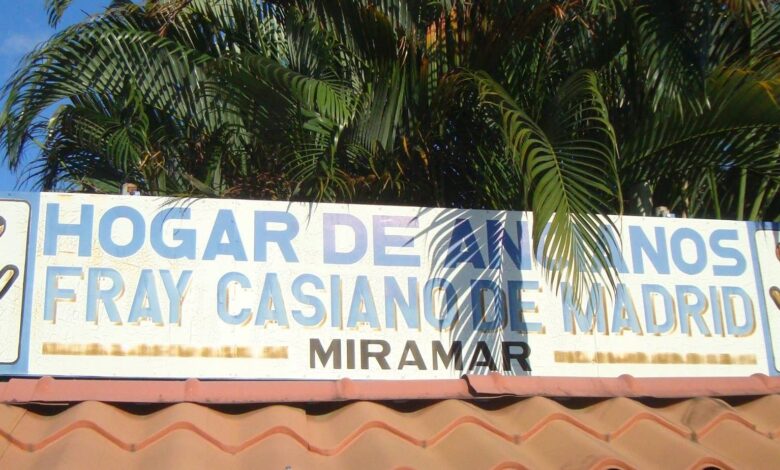 HOGAR DE ANCIANOS
FRAY CASIANO DE MADRID
MIRAMAR